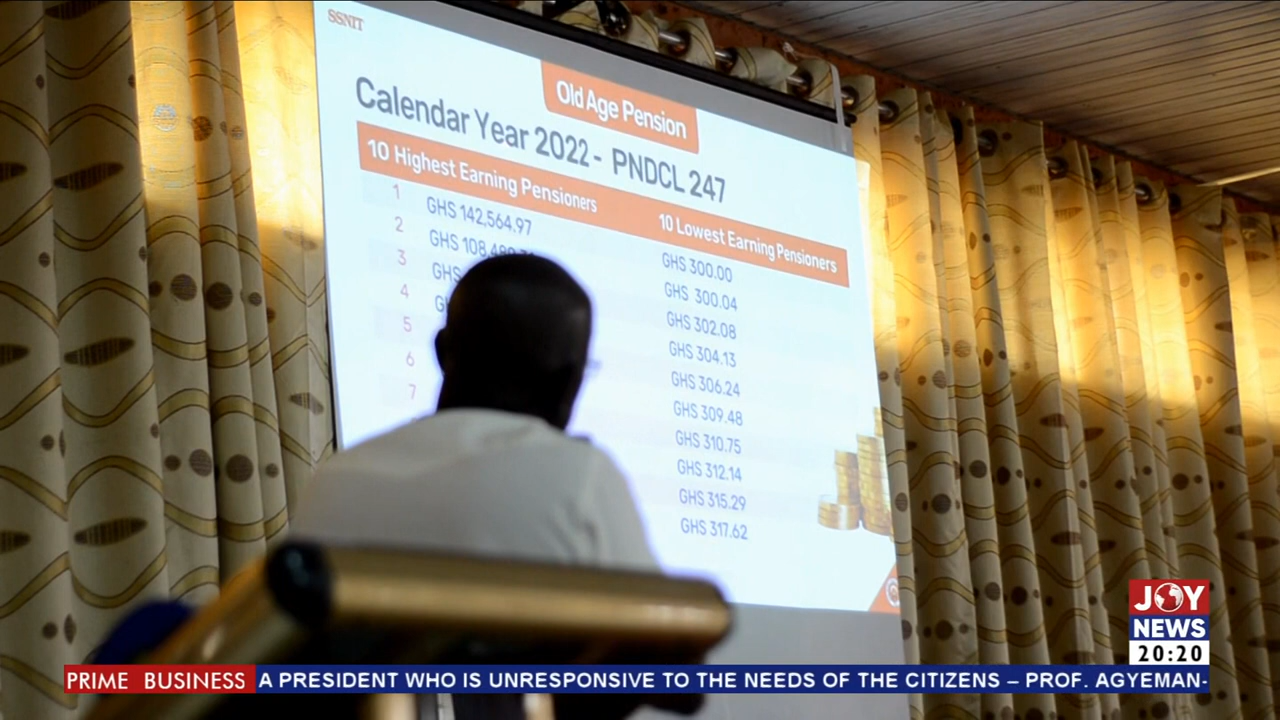 SSNIT
Old Age Pension
Calendar Year 2022 - PNDCL 247
10 Highest Earning Pensioners
10 Lowest Earning Pensioners
1 GHS 142,564.97 GHS 300.00
2 GHS GHS 300.04
3 GHS GHS 302.08
4 GHS 304.13
5 GHS 306.24
6 GHS 309.48
7 GHS 310.75
GHS 312.14
GHS 315.29
GHS 317.62
JOY
NEWS
20:20
PRIME BUSINESS A PRESIDENT WHO IS UNRESPONSIVE TO THE NEEDS OF THE CITIZENS – PROF. AGYEMAN-